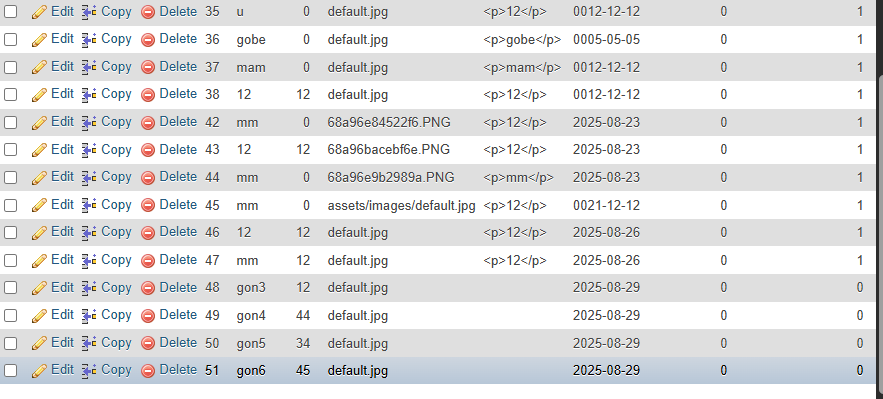 Edit Copy Delete 35 u 0 default.jpg <p>12</p> 0012-12-12 0 1
Edit Copy Delete 36 gobe 0 default.jpg <p>gobe</p> 0005-05-05 0 1
Edit Copy Delete 37 mam 0 default.jpg <p>mam</p> 0012-12-12 0 1
Edit Copy Delete 38 12 12 default.jpg <p>12</p> 0012-12-12 0 1
Edit Copy Delete 42 mm 0 68a96e84522f6.PNG <p>12</p> 2025-08-23 0 1
Edit Copy Delete 43 12 12 68a96bacebf6e.PNG <p>12</p> 2025-08-23 0 1
Edit Copy Delete 44 mm 0 68a96e9b2989a.PNG <p>mm</p> 2025-08-23 0 1
Edit Copy Delete 45 mm 0 assets/images/default.jpg <p>12</p> 0021-12-12 0 1
Edit Copy Delete 46 12 12 default.jpg <p>12</p> 2025-08-26 0 1
Edit Copy Delete 47 mm 12 default.jpg <p>12</p> 2025-08-26 0 1
Edit Copy Delete 48 gon3 12 default.jpg 2025-08-29 0 0
Edit Copy Delete 49 gon4 44 default.jpg 2025-08-29 0 0
Edit Copy Delete 50 gon5 34 default.jpg 2025-08-29 0 0
Edit Copy Delete 51 gon6 45 default.jpg 2025-08-29 0 0